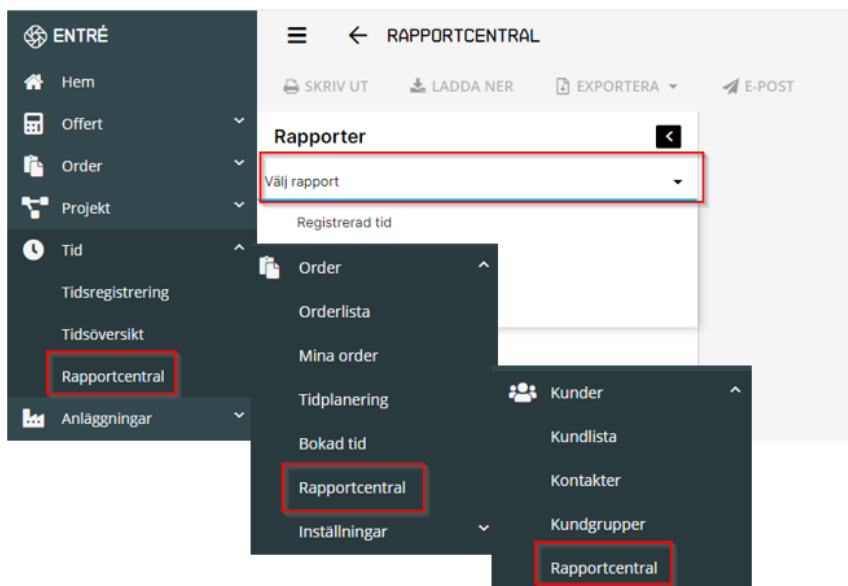 ENTRÉ
Hem
Offert
Order
Projekt
Tid
Tidsregistrering
Tidsöversikt
Rapportcentral
Anläggningar
RAPPORTCENTRAL
SKRIV UT LADDA NER EXPORTERA E-POST
Rapporter
Välj rapport
Registrerad tid
Order
Orderlista
Mina order
Tidplanering
Bokad tid
Rapportcentral
Inställningar
Kunder
Kundlista
Kontakter
Kundgrupper
Rapportcentral